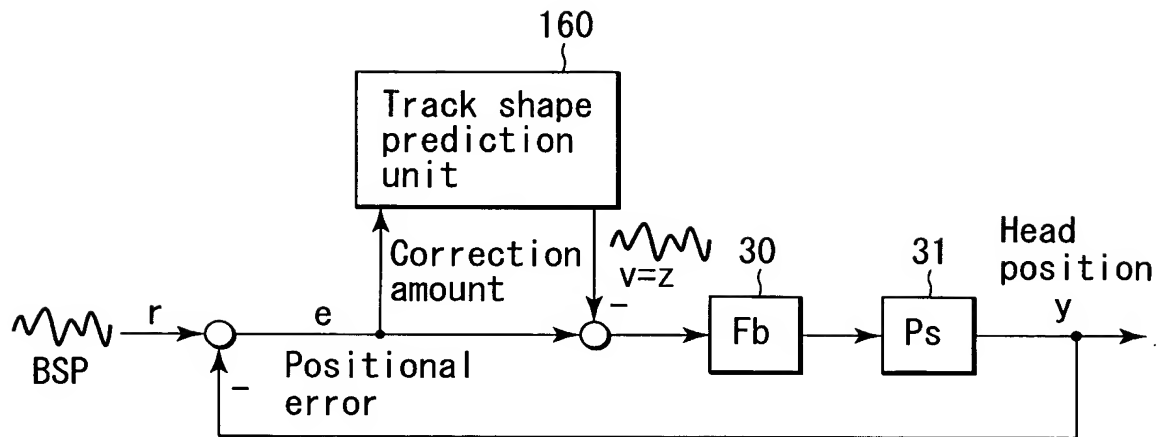 160
Track shape
prediction
unit
Correction
amount
v=z
30
31
Head
position
y
r
e
BSP
Positional
error
Fb
Ps
−
−